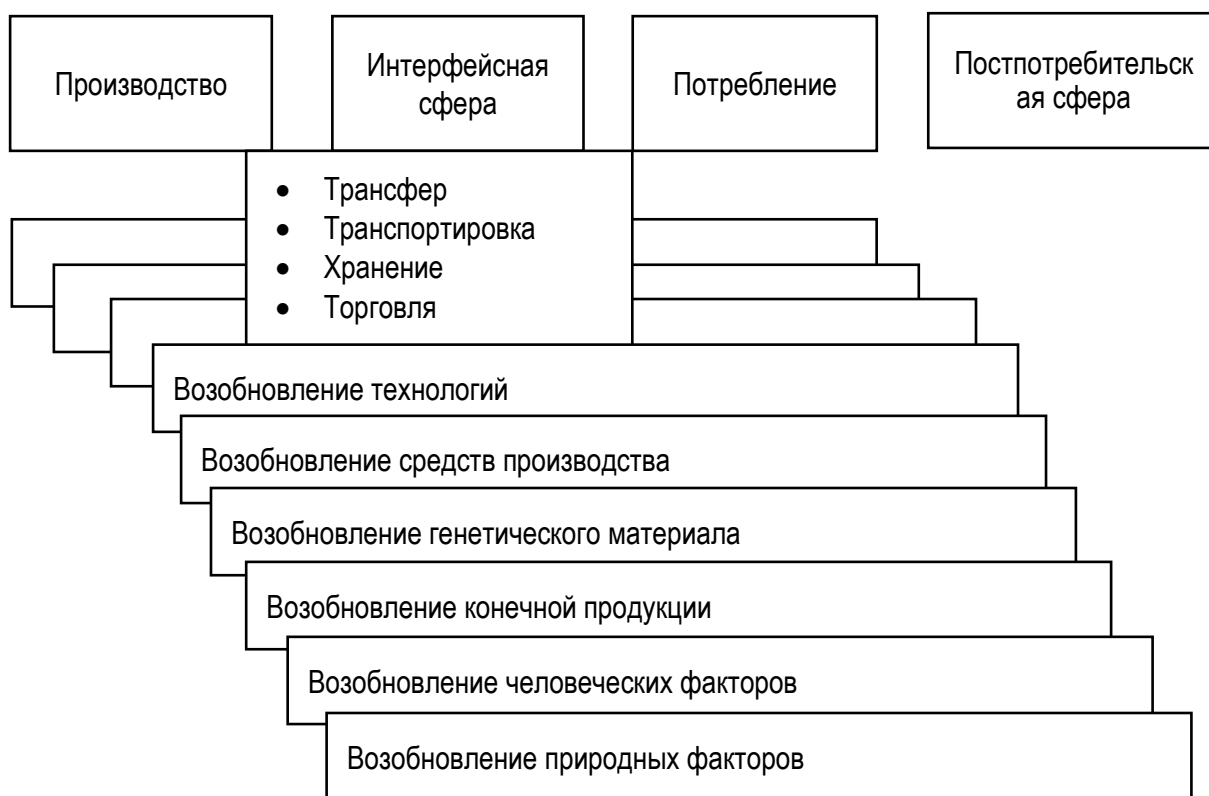 Производство
Интерфейсная
сфера
Потребление
Постпотребительск
ая сфера
• Трансфер
• Транспортировка
• Хранение
• Торговля
Возобновление технологий
Возобновление средств производства
Возобновление генетического материала
Возобновление конечной продукции
Возобновление человеческих факторов
Возобновление природных факторов